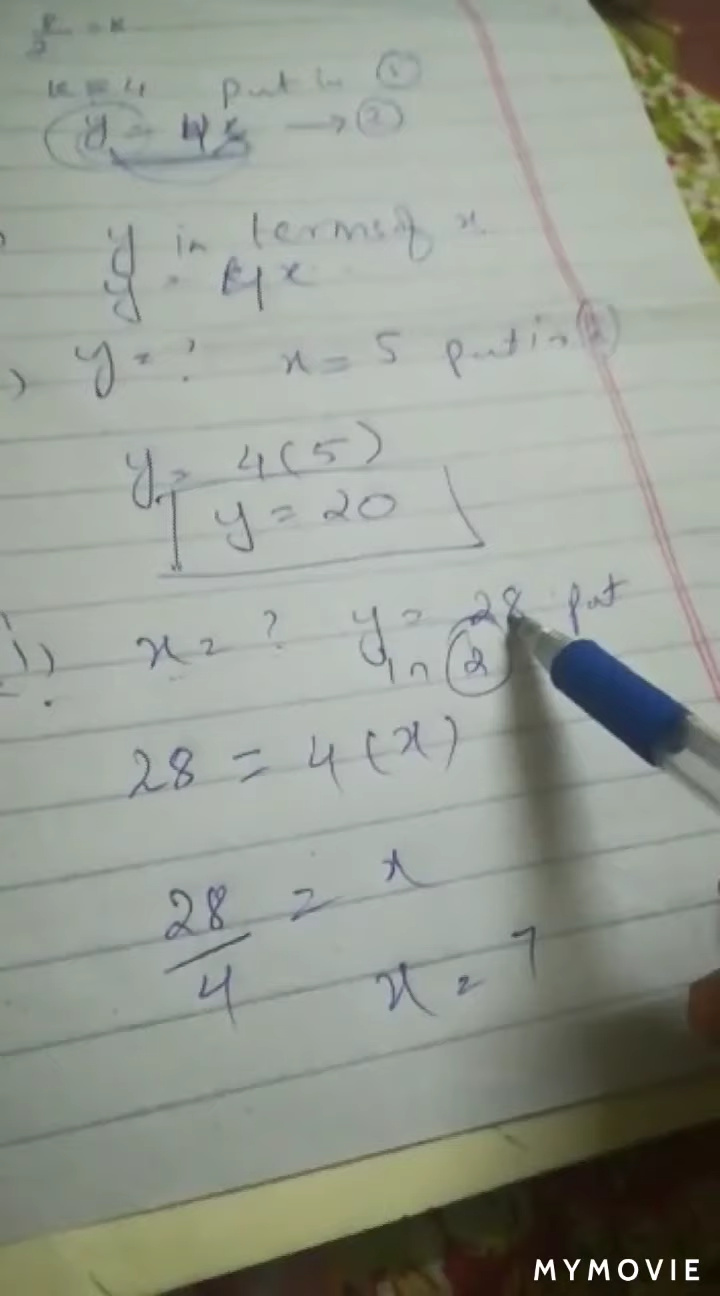 k = 4 put in ①
y = 4x → ②
y in terms of x
y = 4x
) y = ? x = 5 put in ②
y = 4(5)
y = 20
i) x = ? y = 28 put
in ②
28 = 4(x)
28/4 = x
x = 7
MYMOVIE